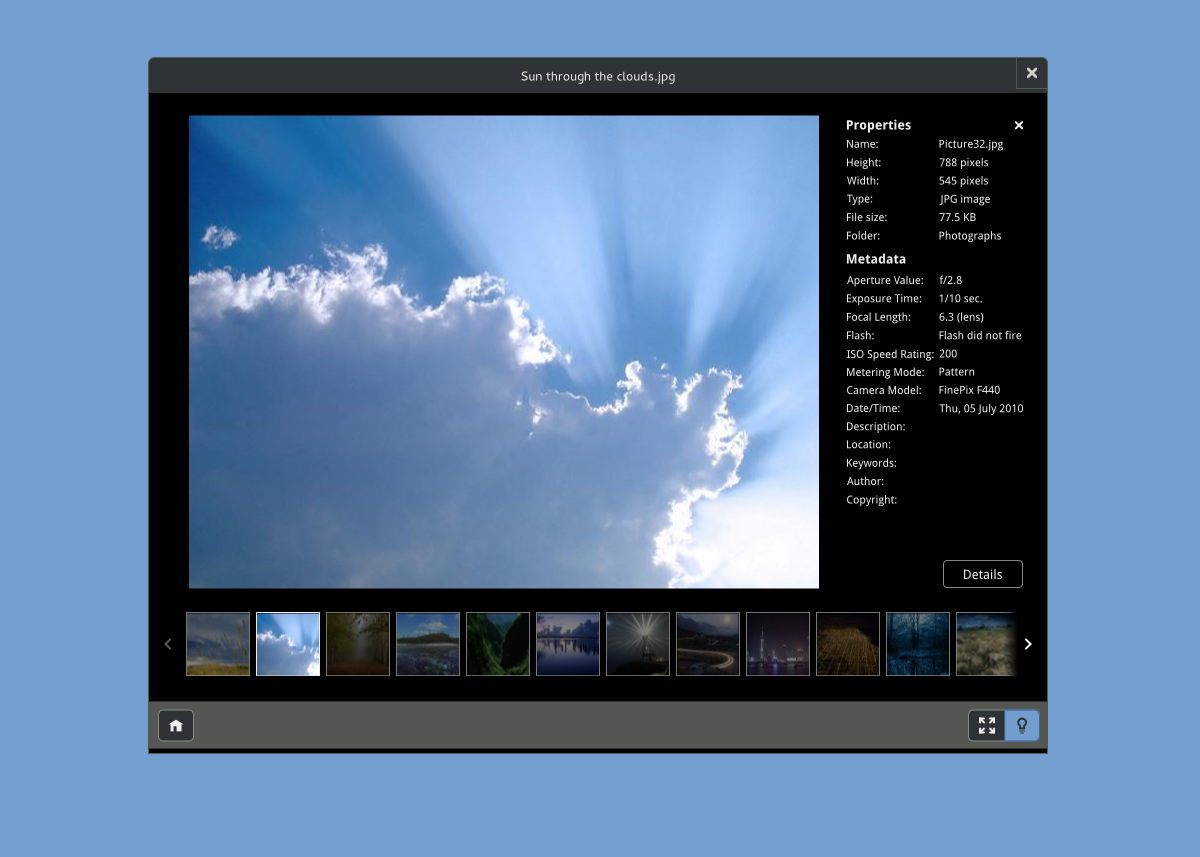 Sun through the clouds.jpg
Properties
Name: Picture32.jpg
Height: 788 pixels
Width: 545 pixels
Type: JPG image
File size: 77.5 KB
Folder: Photographs
Metadata
Aperture Value: f/2.8
Exposure Time: 1/10 sec.
Focal Length: 6.3 (lens)
Flash: Flash did not fire
ISO Speed Rating: 200
Metering Mode: Pattern
Camera Model: FinePix F440
Date/Time: Thu, 05 July 2010
Description:
Location:
Keywords:
Author:
Copyright:
Details